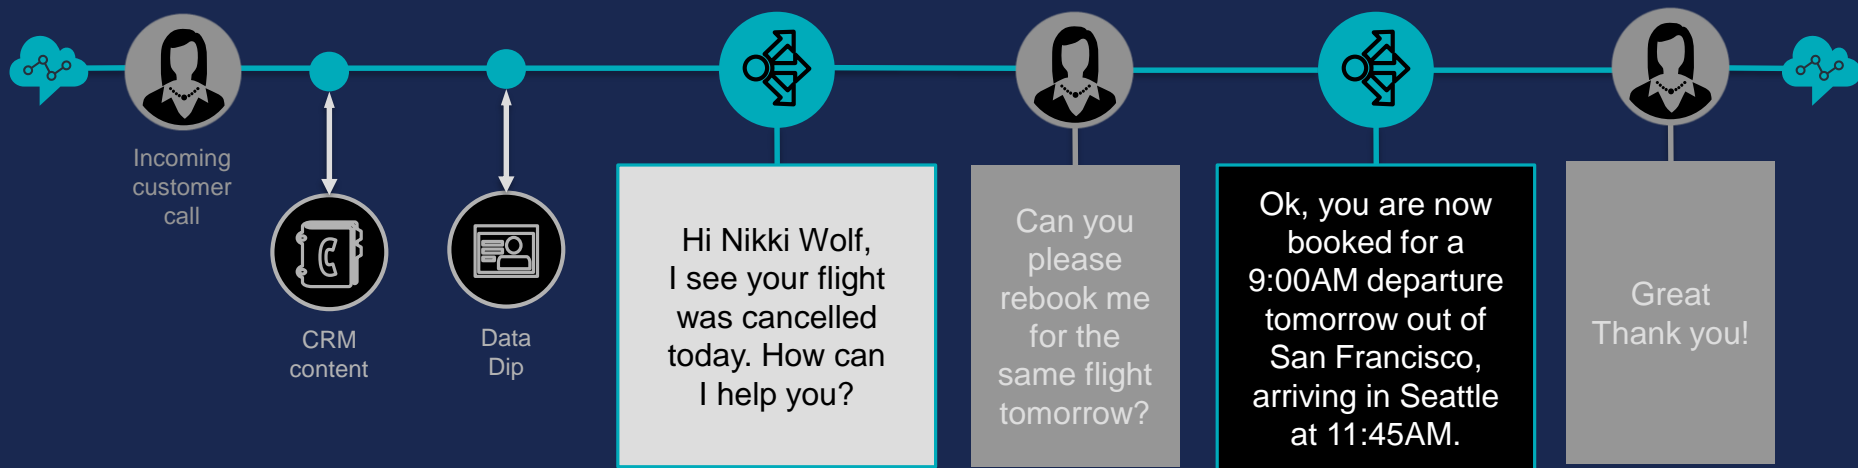 Incoming
customer
call
CRM
content
Data
Dip
Hi Nikki Wolf,
I see your flight
was cancelled
today. How can
I help you?
Can you
please
rebook me
for the
same flight
tomorrow?
Ok, you are now
booked for a
9:00AM departure
tomorrow out of
San Francisco,
arriving in Seattle
at 11:45AM.
Great
Thank you!